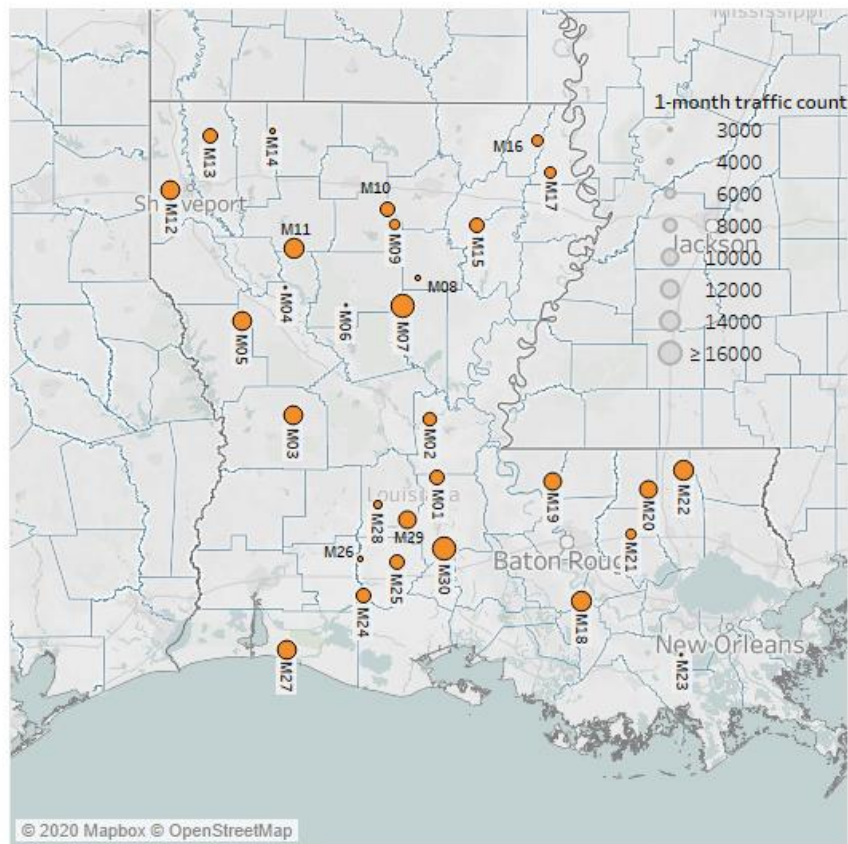 Mississippi
1-month traffic count
3000
4000
6000
8000
10000
12000
14000
≥ 16000
Jackson
M16
M13
M14
M17
M10
Shreveport
M12
M11
M09
M15
M08
M04
M06
M07
M05
M03
M02
Louisiana
M01
M28
M29
M19
M20
M22
M21
M26
M25
M30
Baton Rouge
M24
M18
New Orleans
M23
M27
© 2020 Mapbox © OpenStreetMap